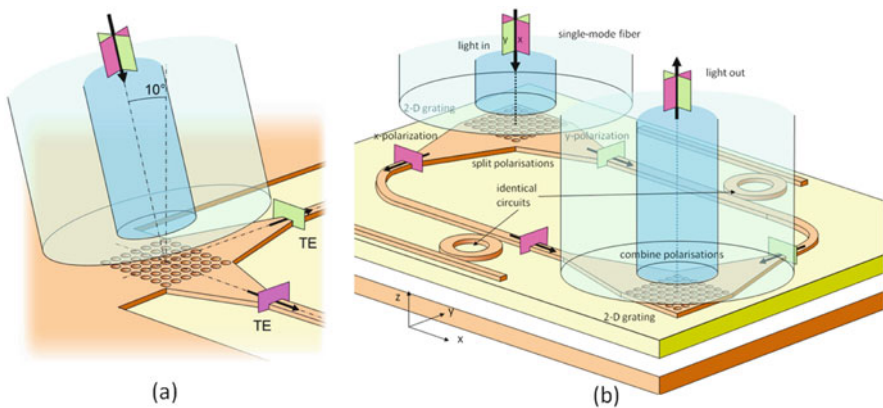 10°
TE
TE
(a)
y x
light in
single-mode fiber
light out
2-D grating
x-polarization
y-polarization
split polarisations
identical
circuits
combine polarisations
2-D grating
z
y
x
(b)